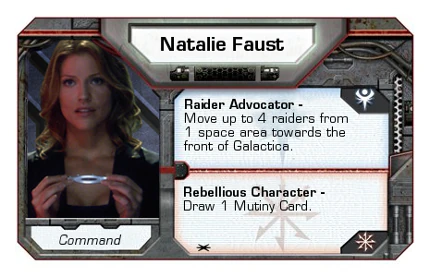 Natalie Faust
Raider Advocator -
Move up to 4 raiders from
1 space area towards the
front of Galactica.
Rebellious Character -
Draw 1 Mutiny Card.
Command